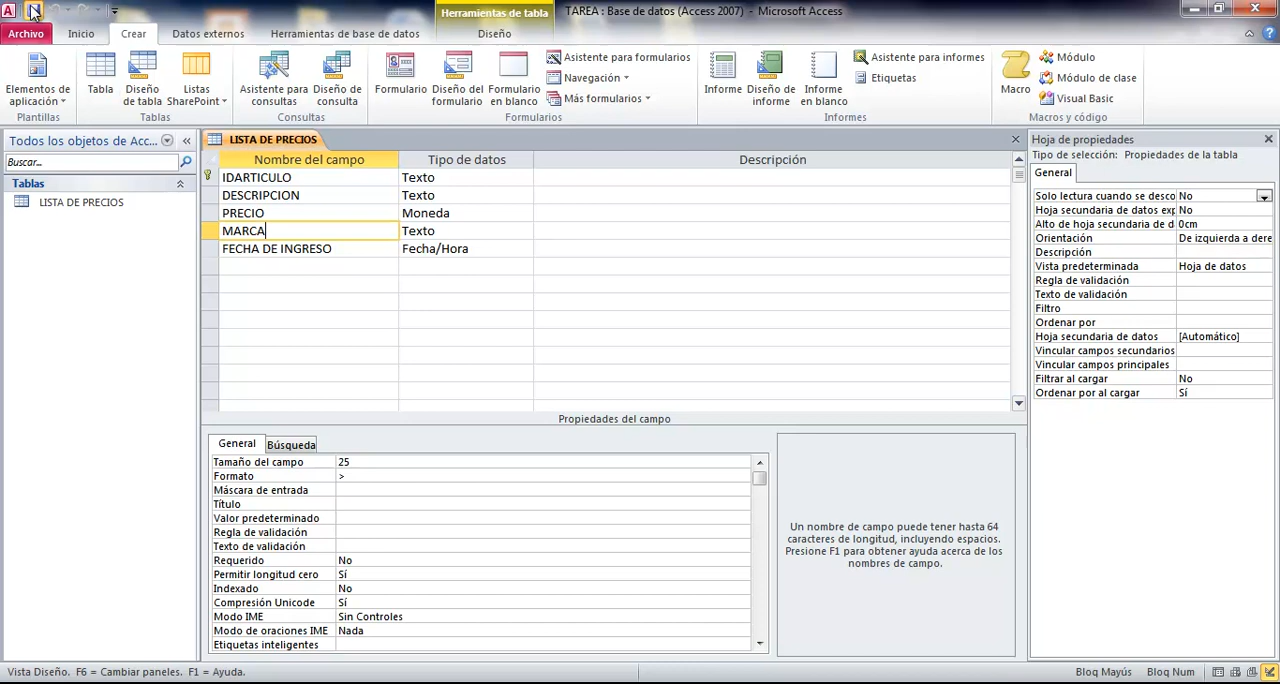 Herramientas de tabla
TAREA : Base de datos (Access 2007) - Microsoft Access
Archivo Inicio Crear Datos externos Herramientas de base de datos Diseño
Elementos de aplicación
Tabla
Diseño de tabla
Listas SharePoint
Asistente para consultas
Diseño de consulta
Formulario
Diseño del formulario
Formulario en blanco
Asistente para formularios
Navegación
Más formularios
Informe
Diseño de informe
Informe en blanco
Asistente para informes
Etiquetas
Macro
Módulo
Módulo de clase
Visual Basic
Plantillas Tablas Consultas Formularios Informes Macros y código
Todos los objetos de Acc...
Buscar...
Tablas
LISTA DE PRECIOS
LISTA DE PRECIOS
Nombre del campo Tipo de datos Descripción
IDARTICULO Texto
DESCRIPCION Texto
PRECIO Moneda
MARCA Texto
FECHA DE INGRESO Fecha/Hora
Propiedades del campo
General Búsqueda
Tamaño del campo 25
Formato >
Máscara de entrada
Título
Valor predeterminado
Regla de validación
Texto de validación
Requerido No
Permitir longitud cero Sí
Indexado No
Compresión Unicode Sí
Modo IME Sin Controles
Modo de oraciones IME Nada
Etiquetas inteligentes
Un nombre de campo puede tener hasta 64
caracteres de longitud, incluyendo espacios.
Presione F1 para obtener ayuda acerca de los
nombres de campo.
Hoja de propiedades
Tipo de selección: Propiedades de la tabla
General
Solo lectura cuando se desco No
Hoja secundaria de datos exp No
Alto de hoja secundaria de d 0cm
Orientación De izquierda a dere
Descripción
Vista predeterminada Hoja de datos
Regla de validación
Texto de validación
Filtro
Ordenar por
Hoja secundaria de datos [Automático]
Vincular campos secundarios
Vincular campos principales
Filtrar al cargar No
Ordenar por al cargar Sí
Vista Diseño. F6 = Cambiar paneles. F1 = Ayuda.
Bloq Mayús Bloq Num